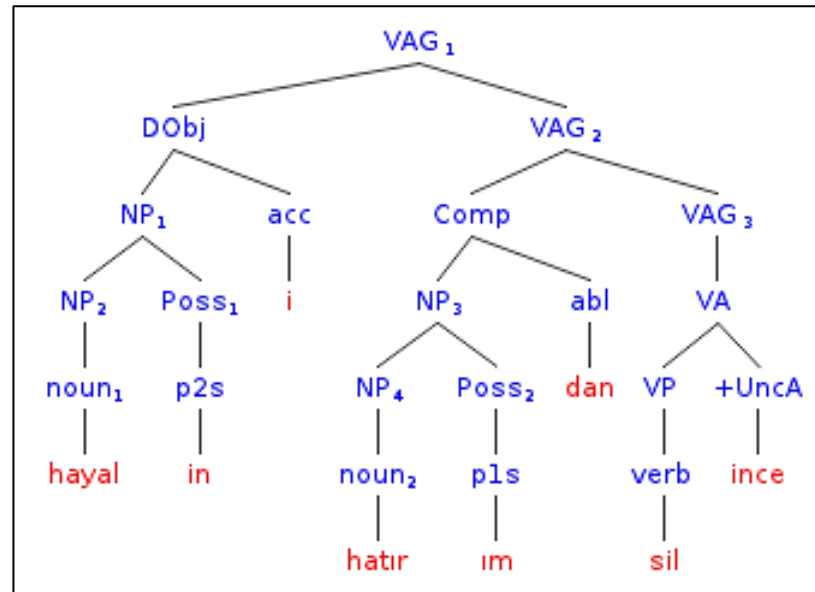 VAG₁
DObj VAG₂
NP₁ acc Comp VAG₃
NP₂ Poss₁ i NP₃ abl VA
noun₁ p2s NP₄ Poss₂ dan VP +UncA
hayal in noun₂ p1s verb ince
hatır ım sil